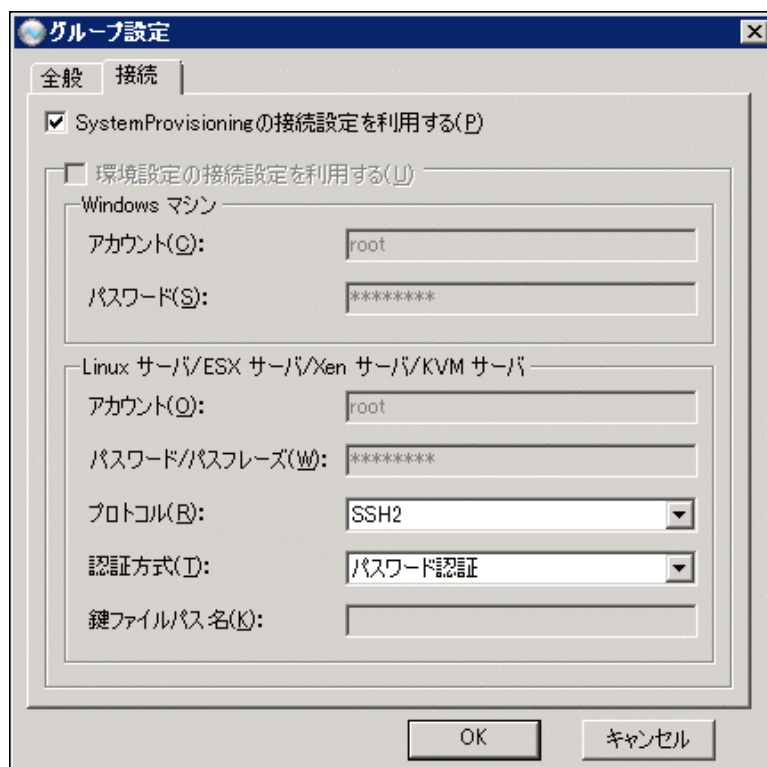 グループ設定
全般 接続
SystemProvisioningの接続設定を利用する(P)
環境設定の接続設定を利用する(U)
Windows マシン
アカウント(C): root
パスワード(S): ********
Linux サーバ/ESX サーバ/Xen サーバ/KVM サーバ
アカウント(O): root
パスワード/パスフレーズ(W): ********
プロトコル(R): SSH2
認証方式(T): パスワード認証
鍵ファイルパス名(K):
OK キャンセル